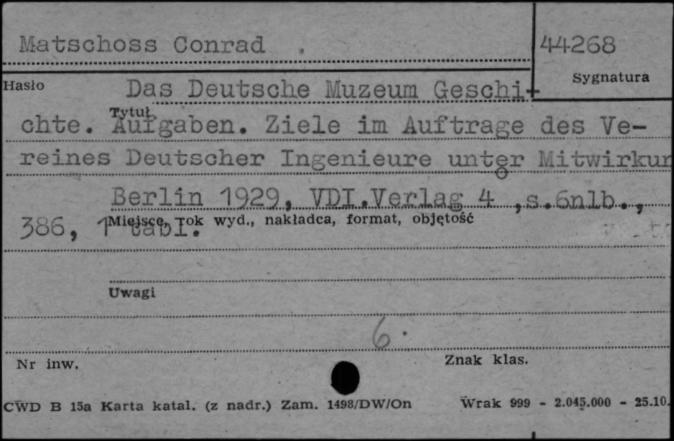 Matschoss Conrad .
44268
Hasło
Sygnatura
Das Deutsche Muzeum Geschi-
Tytuł
chte. Aufgaben. Ziele im Auftrage des Ve-
reines Deutscher Ingenieure unter Mitwirkun
Berlin 1929, VDI.Verlag 4°,s.6nlb.,
386, 1 tabl.
Miejsce, rok wyd., nakładca, format, objętość
Uwagi
6.
Nr inw.
Znak klas.
CWD B 15a Karta katal. (z nadr.) Zam. 1498/DW/On Wrak 999 - 2.045.000 - 25.10.